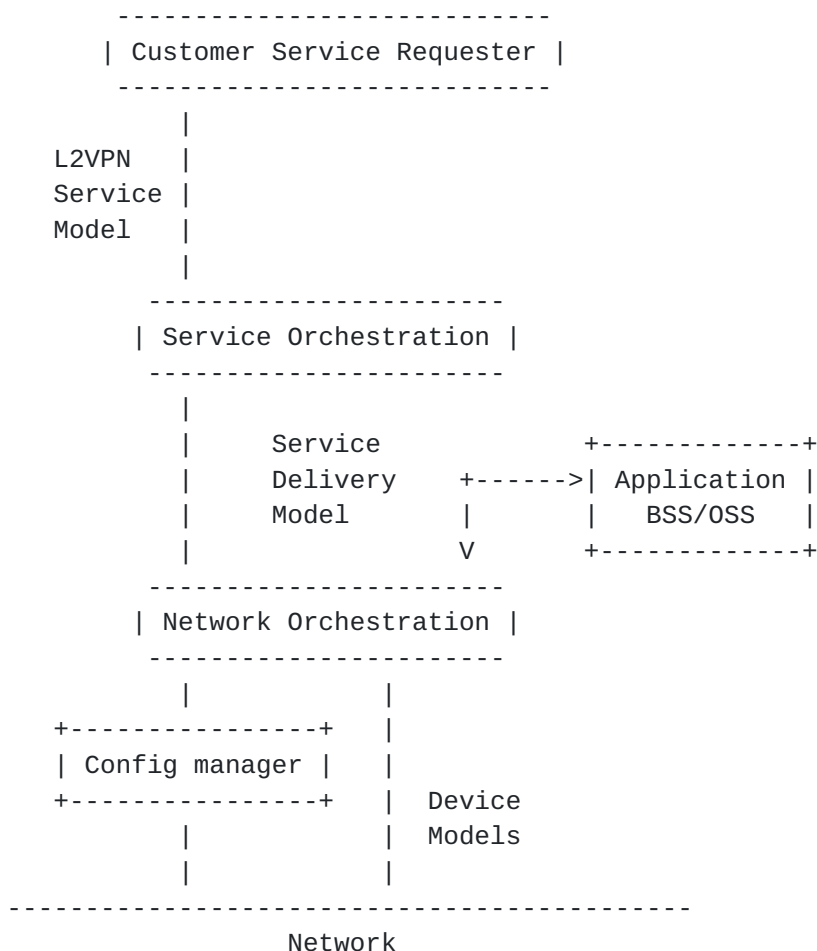 Customer Service Requester
L2VPN
Service
Model
Service Orchestration
Service
Delivery Application
Model BSS/OSS
Network Orchestration
Config manager
Device
Models
Network